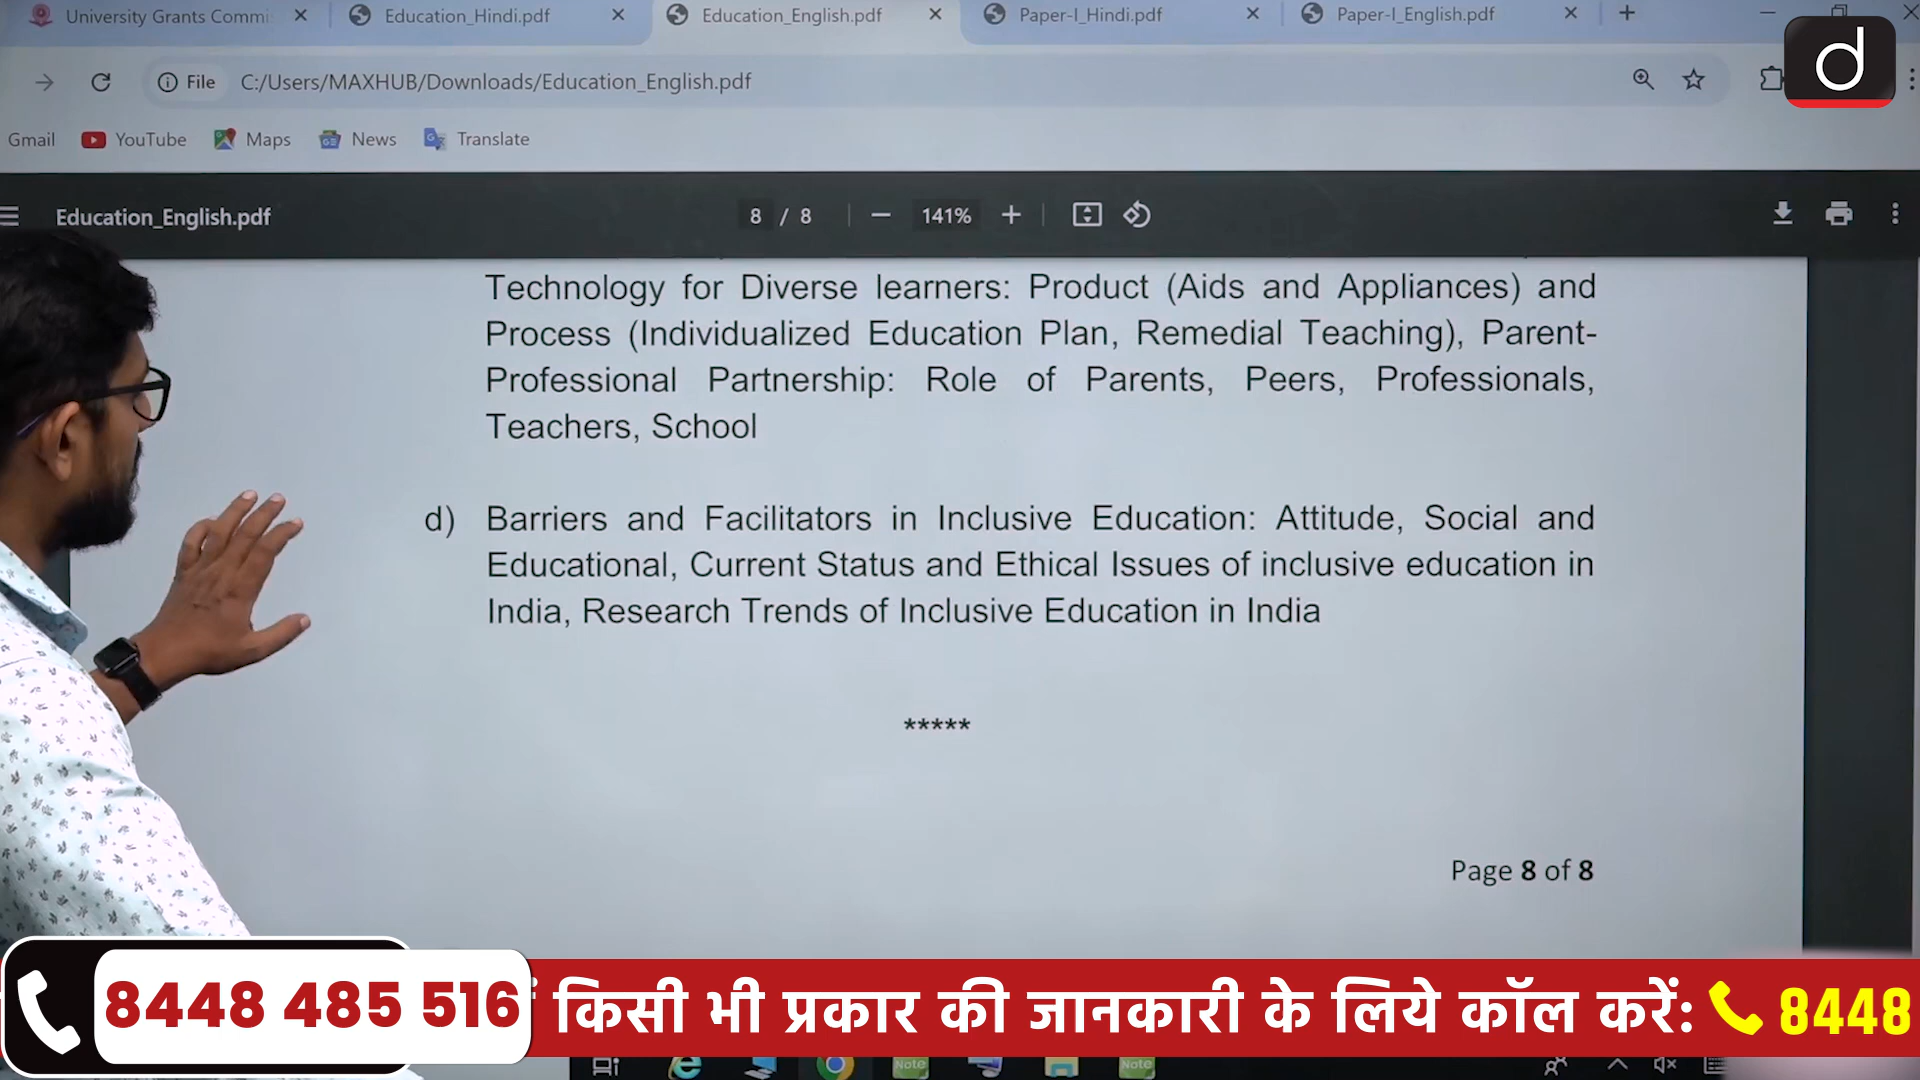 University Grants Commi
Education_Hindi.pdf
Education_English.pdf
Paper-I_Hindi.pdf
Paper-I_English.pdf
File
C:/Users/MAXHUB/Downloads/Education_English.pdf
Gmail
YouTube
Maps
News
Translate
Education_English.pdf
8 / 8
141%
Technology for Diverse learners: Product (Aids and Appliances) and
Process (Individualized Education Plan, Remedial Teaching), Parent-
Professional Partnership: Role of Parents, Peers, Professionals,
Teachers, School
d) Barriers and Facilitators in Inclusive Education: Attitude, Social and
Educational, Current Status and Ethical Issues of inclusive education in
India, Research Trends of Inclusive Education in India
*****
Page 8 of 8
8448 485 516
किसी भी प्रकार की जानकारी के लिये कॉल करें:
8448
Note
Note
d